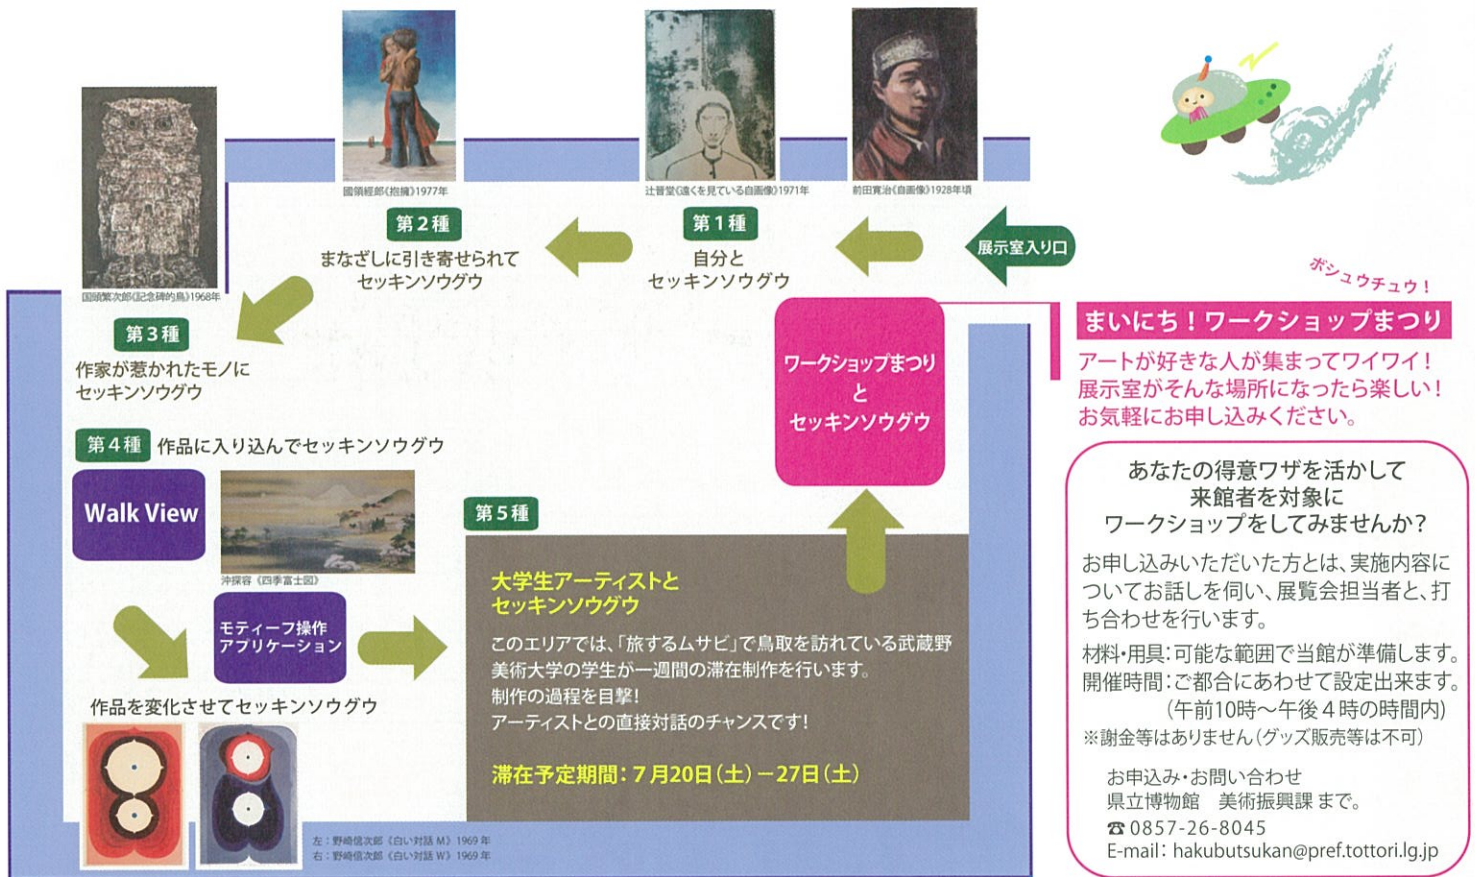 國領經郎《抱擁》1977年
辻晉堂《遠くを見ている自画像》1971年
前田寛治《自画像》1928年頃
展示室入り口
第1種
自分と
セッキンソウグウ
第2種
まなざしに引き寄せられて
セッキンソウグウ
国頭繁次郎《記念碑的鳥》1968年
第3種
作家が惹かれたモノに
セッキンソウグウ
第4種 作品に入り込んでセッキンソウグウ
Walk View
沖探容《四季富士図》
モティーフ操作
アプリケーション
作品を変化させてセッキンソウグウ
左：野崎信次郎《白い対話 M》1969年
右：野崎信次郎《白い対話 W》1969年
第5種
大学生アーティストと
セッキンソウグウ
このエリアでは、「旅するムサビ」で鳥取を訪れている武蔵野
美術大学の学生が一週間の滞在制作を行います。
制作の過程を目撃!
アーティストとの直接対話のチャンスです!
滞在予定期間：7月20日（土）－27日（土）
ワークショップまつり
と
セッキンソウグウ
ボシュウチュウ！
まいにち！ワークショップまつり
アートが好きな人が集まってワイワイ！
展示室がそんな場所になったら楽しい！
お気軽にお申し込みください。
あなたの得意ワザを活かして
来館者を対象に
ワークショップをしてみませんか？
お申し込みいただいた方とは、実施内容に
ついてお話しを伺い、展覧会担当者と、打
ち合わせを行います。
材料・用具：可能な範囲で当館が準備します。
開催時間：ご都合にあわせて設定出来ます。
（午前10時～午後４時の時間内）
※謝金等はありません（グッズ販売等は不可）
お申込み・お問い合わせ
県立博物館　美術振興課 まで。
☎ 0857-26-8045
E-mail：hakubutsukan@pref.tottori.lg.jp